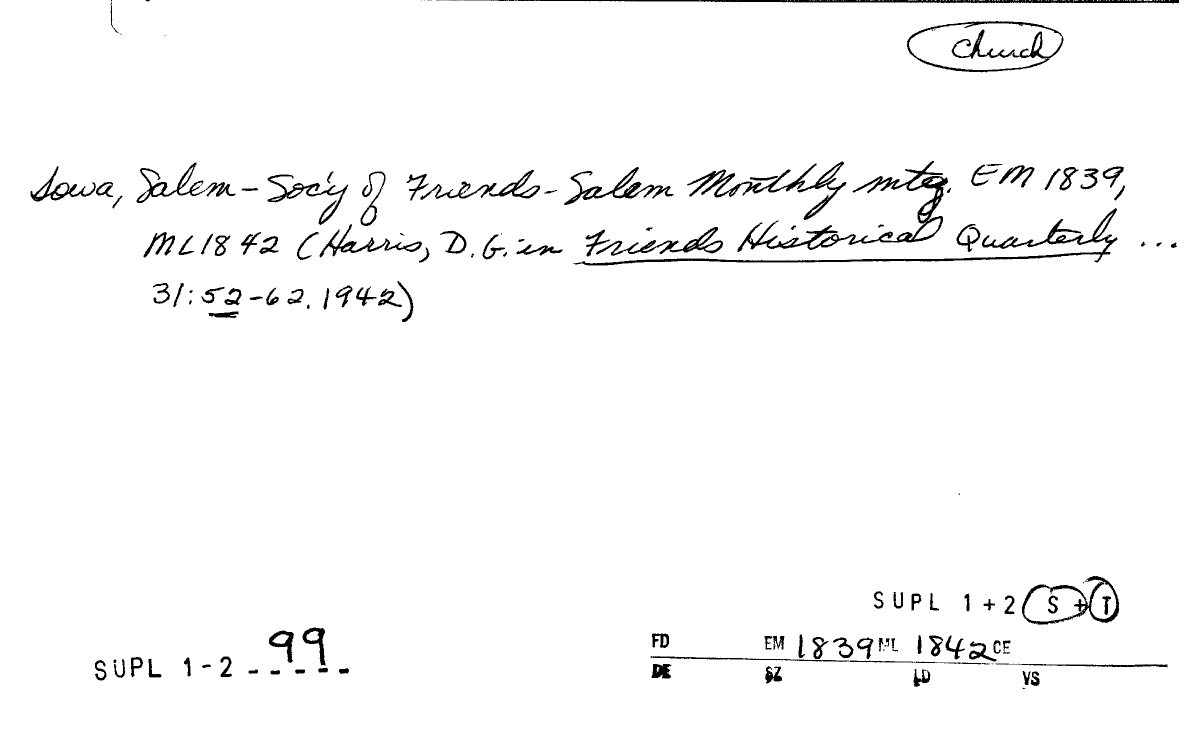 Church
Iowa, Salem - Soc'y of Friends - Salem Monthly mtg. EM 1839,
ML 1842 (Harris, D. G. in Friends Historical Quarterly ...
31:52-62. 1942)
SUPL 1+2 S+T
SUPL 1-2 99
FD EM 1839 ML 1842 CE
DE SZ LD VS